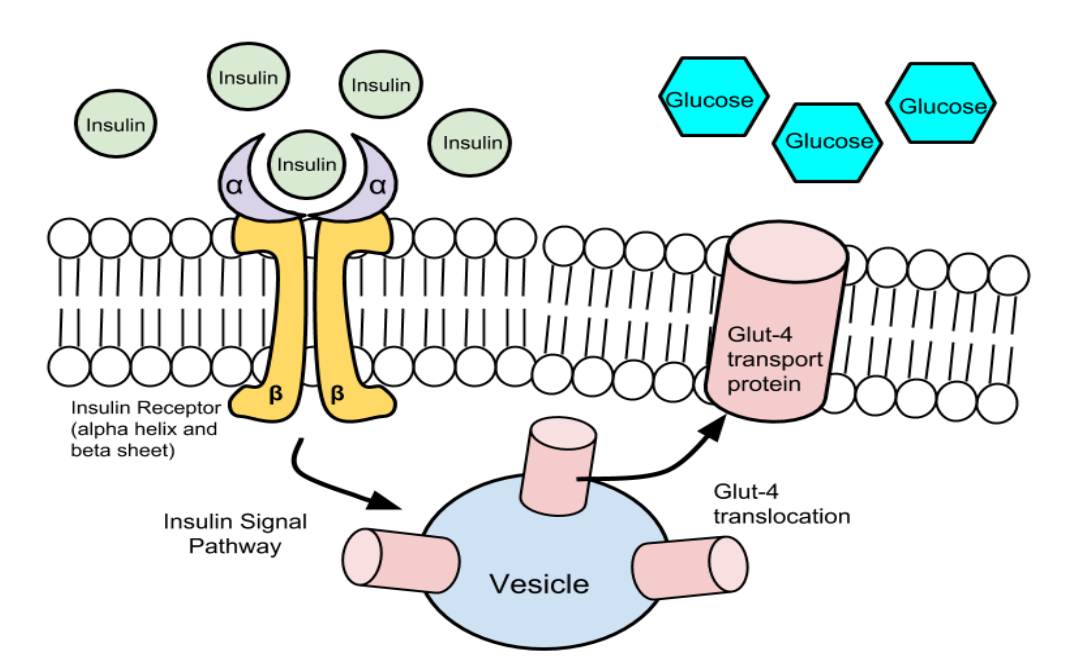 Insulin
Insulin
Insulin
Insulin
Insulin
Glucose
Glucose
Glucose
α
α
Glut-4
transport
protein
β
β
Insulin Receptor
(alpha helix and
beta sheet)
Insulin Signal
Pathway
Vesicle
Glut-4
translocation